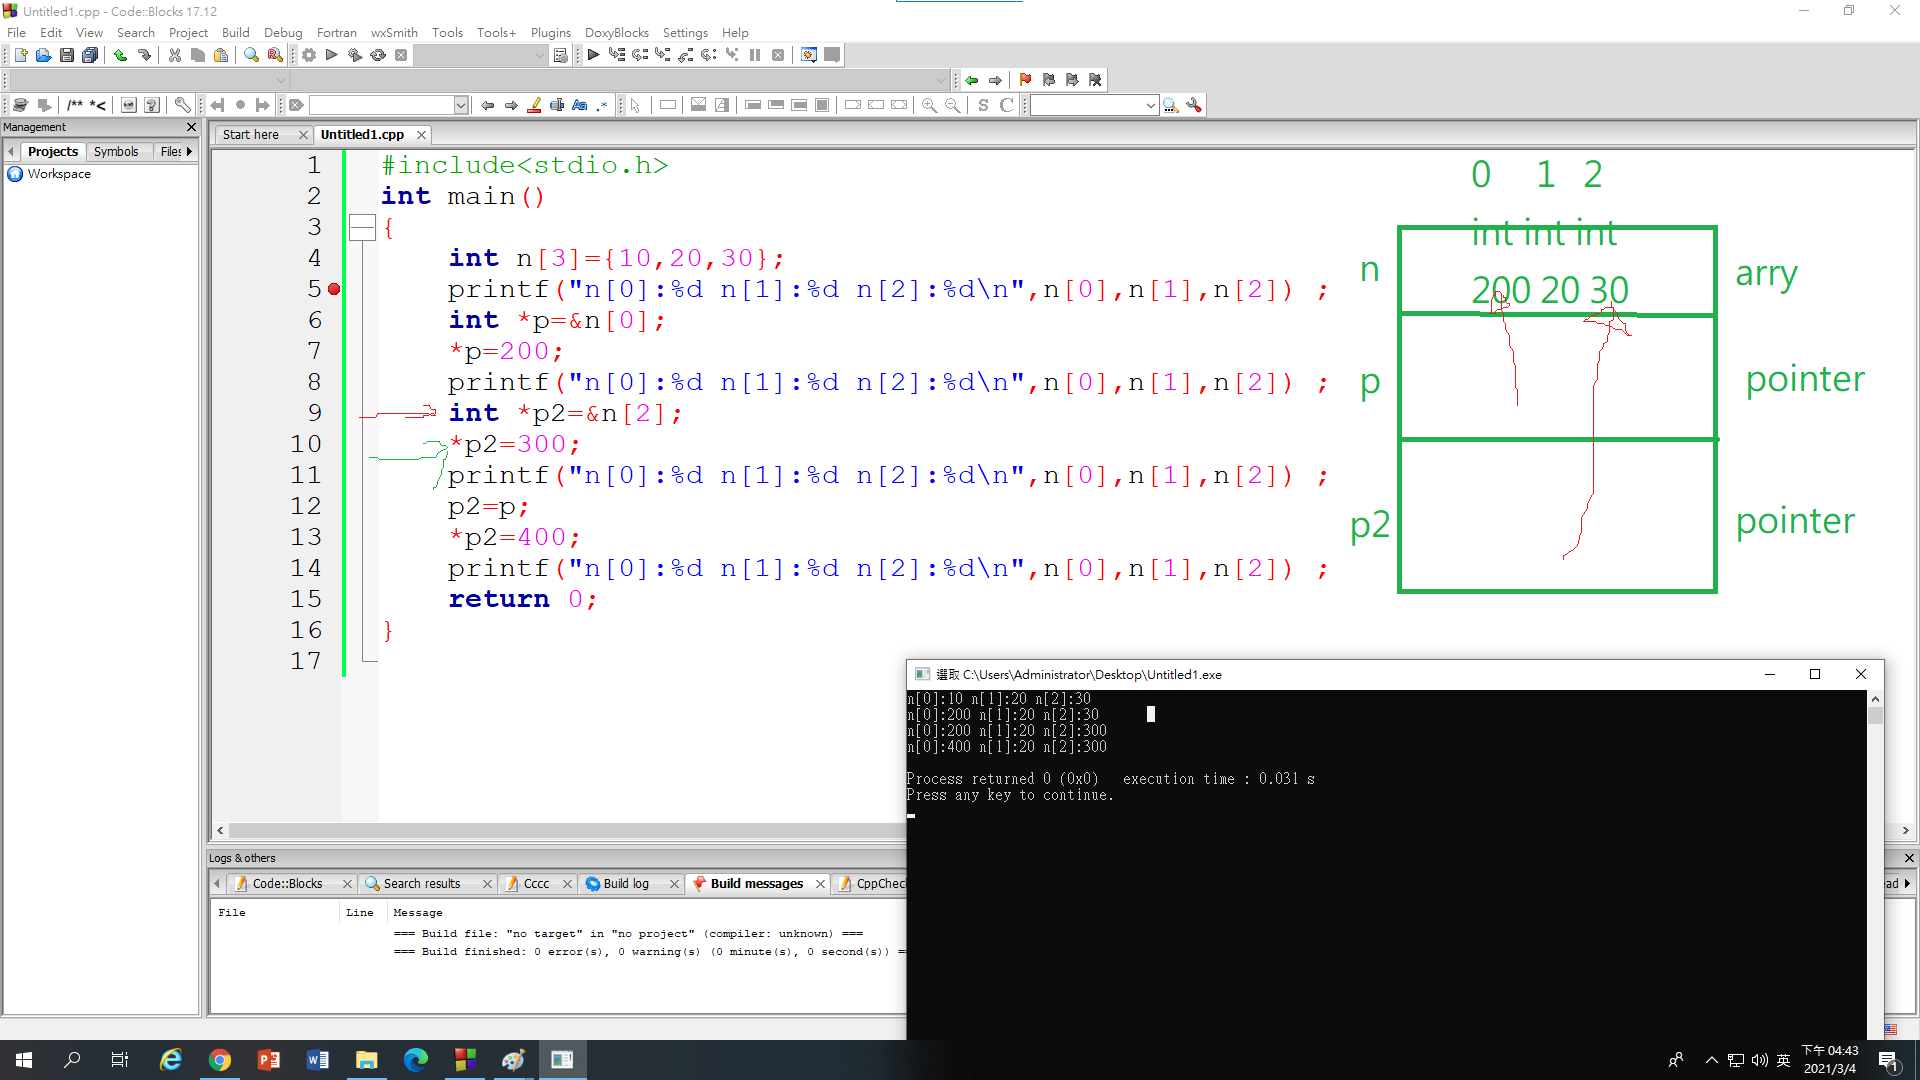 Untitled1.cpp - Code::Blocks 17.12
File Edit View Search Project Build Debug Fortran wxSmith Tools Tools+ Plugins DoxyBlocks Settings Help
/** *<
S C
Management
Projects Symbols Files
Workspace
Start here Untitled1.cpp
1 #include<stdio.h>
2 int main()
3 {
4 int n[3]={10,20,30};
5 printf("n[0]:%d n[1]:%d n[2]:%d\n",n[0],n[1],n[2]) ;
6 int *p=&n[0];
7 *p=200;
8 printf("n[0]:%d n[1]:%d n[2]:%d\n",n[0],n[1],n[2]) ;
9 int *p2=&n[2];
10 *p2=300;
11 printf("n[0]:%d n[1]:%d n[2]:%d\n",n[0],n[1],n[2]) ;
12 p2=p;
13 *p2=400;
14 printf("n[0]:%d n[1]:%d n[2]:%d\n",n[0],n[1],n[2]) ;
15 return 0;
16 }
17
0 1 2
int int int
n 200 20 30 arry
p pointer
p2 pointer
選取 C:\Users\Administrator\Desktop\Untitled1.exe
n[0]:10 n[1]:20 n[2]:30
n[0]:200 n[1]:20 n[2]:30
n[0]:200 n[1]:20 n[2]:300
n[0]:400 n[1]:20 n[2]:300
Process returned 0 (0x0) execution time : 0.031 s
Press any key to continue.
Logs & others
Code::Blocks Search results Cccc Build log Build messages CppChec ead
File Line Message
=== Build file: "no target" in "no project" (compiler: unknown) ===
=== Build finished: 0 error(s), 0 warning(s) (0 minute(s), 0 second(s)) ==
英 下午 04:43
2021/3/4
1